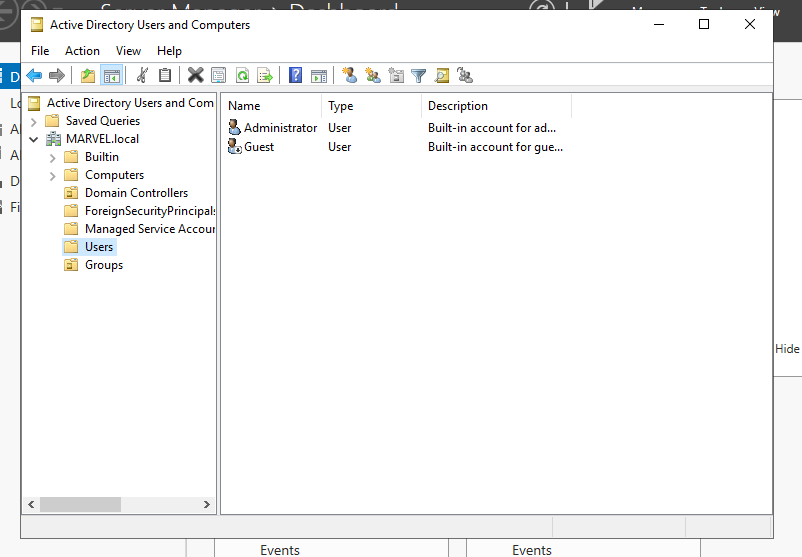 Active Directory Users and Computers
File Action View Help
Active Directory Users and Com
Saved Queries
MARVEL.local
Builtin
Computers
Domain Controllers
ForeignSecurityPrincipals
Managed Service Accour
Users
Groups
Name Type Description
Administrator User Built-in account for ad...
Guest User Built-in account for gue...
Hide
Events Events